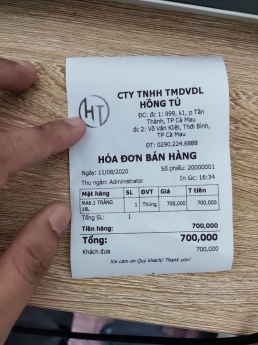 HT
CTY TNHH TMDVDL
HỒNG TÚ
ĐC: đc 1: 999, k1, p Tân
Thành, TP Cà Mau
đc 2: Võ Văn Kiệt, Thới Bình,
TP Cà Mau
ĐT: 0290.224.6888
HÓA ĐƠN BÁN HÀNG
Ngày: 11/08/2020 Số phiếu: 20000001
Thu ngân: Administrator In lúc: 16:34
Mặt hàng SL ĐVT Giá T tiền
1 Thùng 700,000 700,000
18L
Tổng SL: 1
Tiền hàng: 700,000
Tổng: 700,000
Khách đưa 700,000
Xin cảm ơn Quý khách/ Thank you!